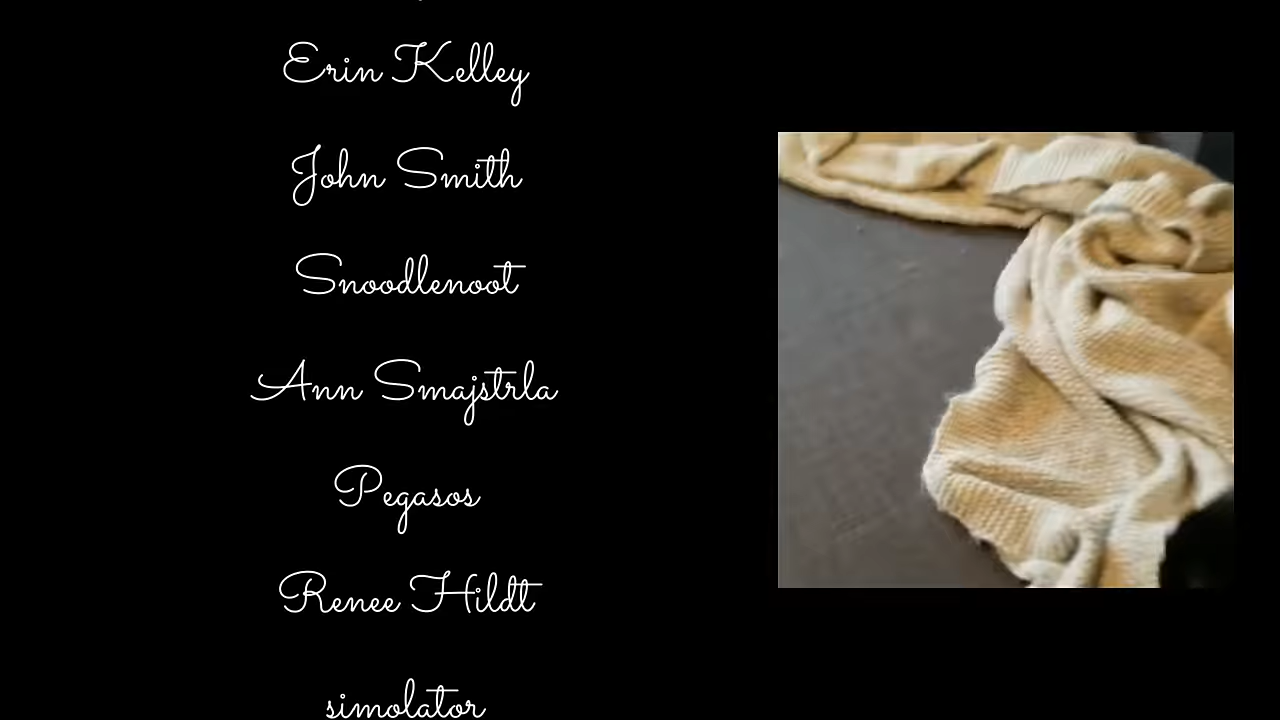 Erin Kelley
John Smith
Snoodlenoot
Ann Smajstrla
Pegasos
Renee Hildt
simolator